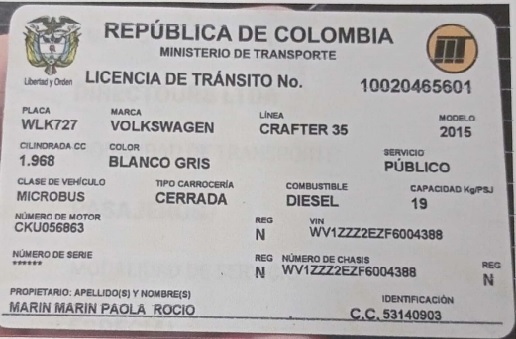 REPÚBLICA DE COLOMBIA
MINISTERIO DE TRANSPORTE
Libertad y Orden
LICENCIA DE TRÁNSITO No. 10020465601
PLACA MARCA LÍNEA MODELO
WLK727 VOLKSWAGEN CRAFTER 35 2015
CILINDRADA CC COLOR SERVICIO
1.968 BLANCO GRIS PÚBLICO
CLASE DE VEHÍCULO TIPO CARROCERÍA COMBUSTIBLE CAPACIDAD Kg/PSJ
MICROBUS CERRADA DIESEL 19
NÚMERO DE MOTOR REG VIN
CKU056863 N WV1ZZZ2EZF6004388
NÚMERO DE SERIE REG NÚMERO DE CHASIS REG
****** N WV1ZZZ2EZF6004388 N
PROPIETARIO: APELLIDO(S) Y NOMBRE(S) IDENTIFICACIÓN
MARIN MARIN PAOLA ROCIO C.C. 53140903